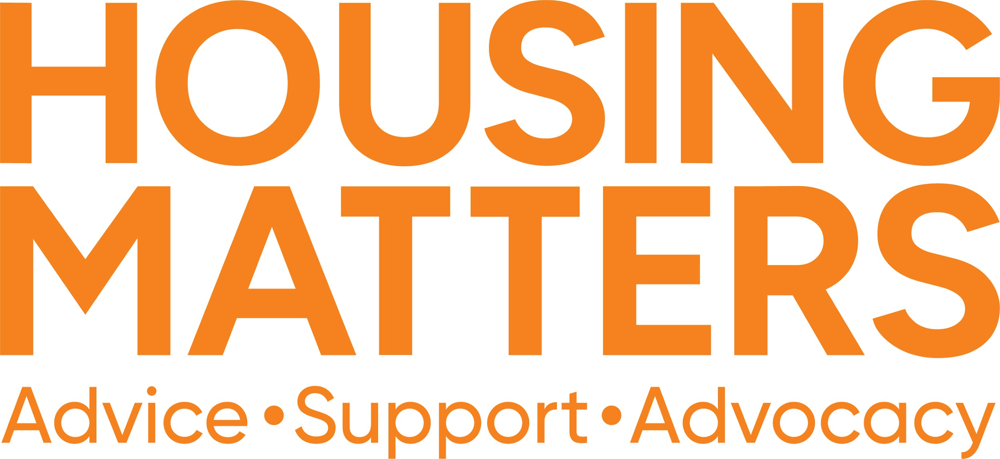 HOUSING
MATTERS
Advice • Support • Advocacy